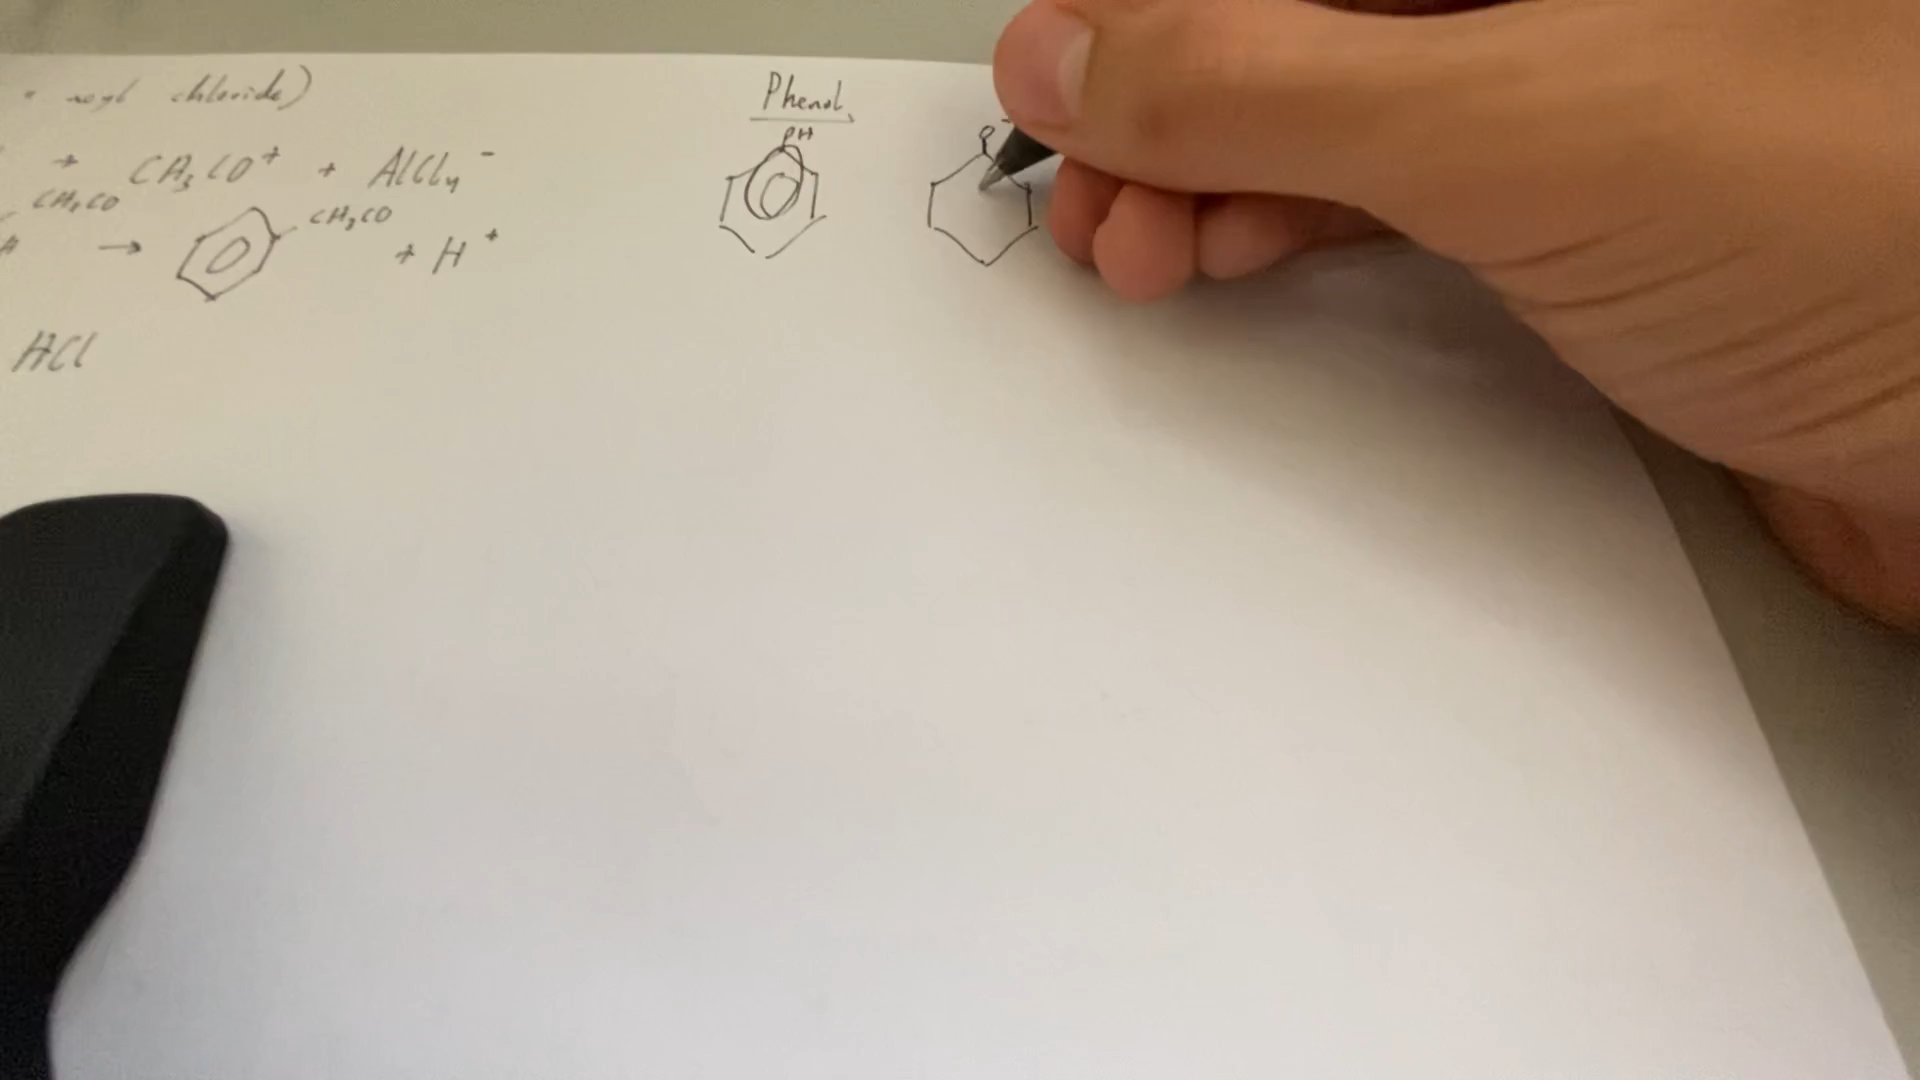 chloride)
+ CH₃CO⁺ + AlCl₄⁻
CH₃CO
→ CH₃CO + H⁺
HCl
Phenol
OH
O